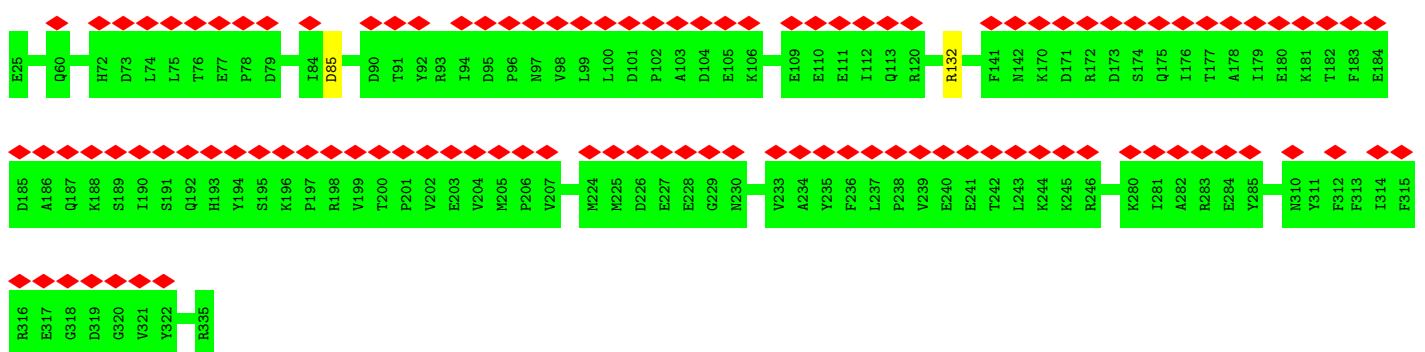 E25 Q60 H72 D73 L74 L75 T76 E77 P78 D79 I84 D85 D90 T91 Y92 R93 I94 D95 P96 N97 V98 L99 L100 D101 P102 A103 D104 E105 K106 E109 E110 E111 I112 Q113 R120 R132 F141 N142 K170 D171 R172 D173 S174 Q175 I176 T177 A178 I179 E180 K181 T182 F183 E184
D185 A186 Q187 K188 S189 I190 S191 Q192 H193 Y194 S195 K196 P197 R198 V199 T200 P201 V202 E203 V204 M205 P206 V207 M224 M225 D226 E227 E228 G229 N230 V233 A234 Y235 F236 L237 P238 V239 E240 E241 T242 L243 K244 K245 R246 K280 I281 A282 R283 E284 Y285 N310 Y311 F312 F313 I314 F315
R316 E317 G318 D319 G320 V321 Y322 R335